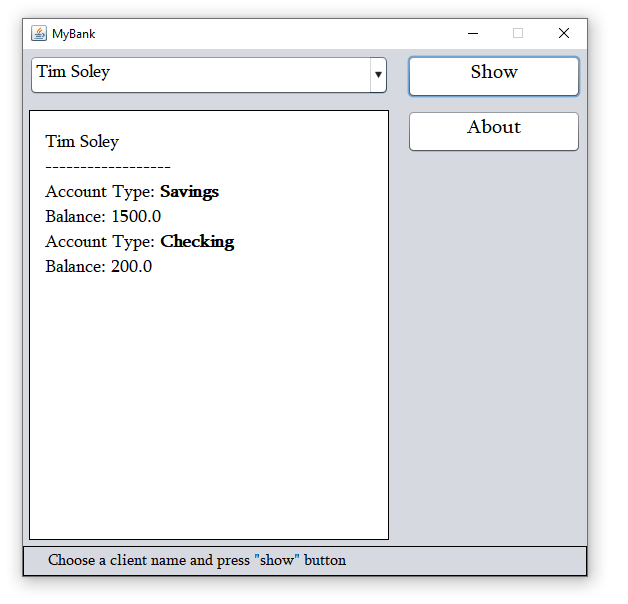 MyBank
Tim Soley
Show
About
Tim Soley
------------------
Account Type: Savings
Balance: 1500.0
Account Type: Checking
Balance: 200.0
Choose a client name and press "show" button